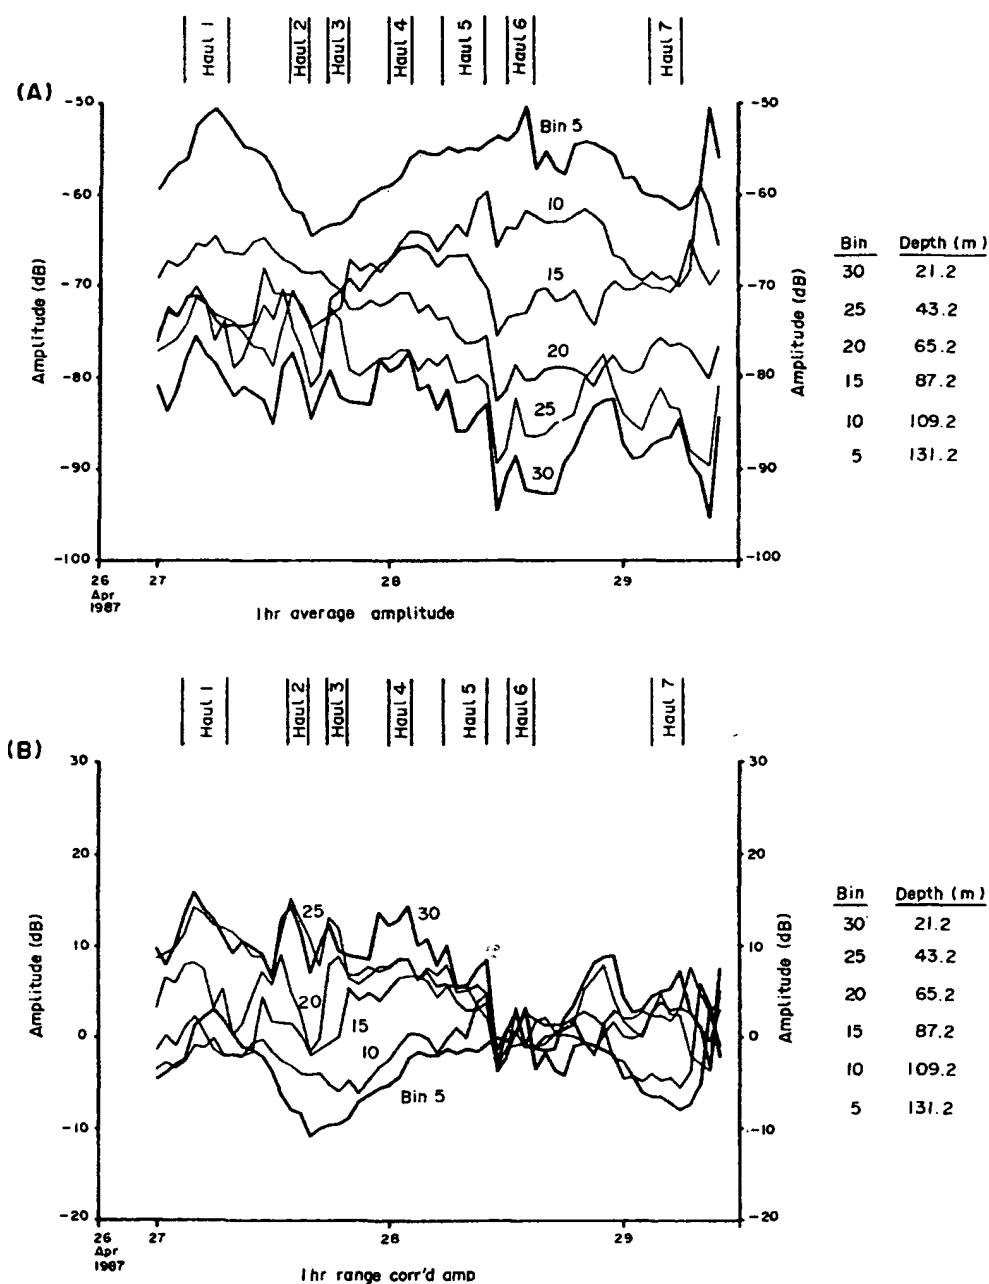 Haul 1
Haul 2
Haul 3
Haul 4
Haul 5
Haul 6
Haul 7
(A)
-50
-60
-70
-80
-90
-100
Amplitude (dB)
Bin 5
10
15
20
25
30
-50
-60
-70
-80
-90
-100
Amplitude (dB)
26
Apr
1987
27
28
29
1hr average amplitude
Bin Depth (m)
30 21.2
25 43.2
20 65.2
15 87.2
10 109.2
5 131.2
Haul 1
Haul 2
Haul 3
Haul 4
Haul 5
Haul 6
Haul 7
(B)
30
20
10
0
-10
-20
Amplitude (dB)
25
30
20
15
10
Bin 5
30
20
10
0
-10
-20
Amplitude (dB)
26
Apr
1987
27
28
29
1hr range corr'd amp
Bin Depth (m)
30 21.2
25 43.2
20 65.2
15 87.2
10 109.2
5 131.2